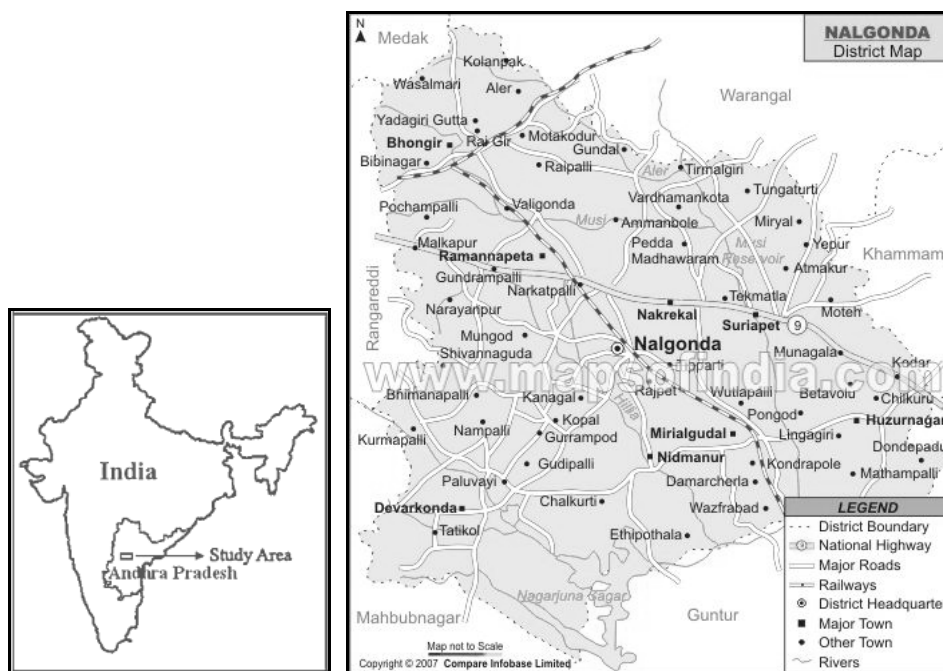 India
Study Area
Andhra Pradesh
N
NALGONDA
District Map
Medak
Kolanpak
Wasalmari
Aler
Warangal
Yadagiri Gutta
Rai Gir
Motakodur
Bhongir
Gundal
Bibinagar
Raipalli
Aler
Tirmalgiri
Tungaturti
Vardhamankota
Valigonda
Pochampalli
Musi
Ammanbole
Miryal
Malkapur
Pedda
Madhawaram
Musi
Reservoir
Yepur
Khammam
Ramannapeta
Atmakur
Gundrampalli
Narkatpalli
Tekmatla
Rangareddi
Narayanpur
Nakrekal
Suriapet
Moteh
9
Mungod
Nalgonda
Shivannaguda
Munagala
Tipparti
Kodar
www.mapsofindia.com
Bhimanapalli
Kanagal
Rajpet
Wutlapalli
Betavolu
Chilkuru
Halia
Pongod
Huzurnagar
Kurmapalli
Nampalli
Kopal
Gurrampod
Mirialgudal
Lingagiri
Dondepadu
Nidmanur
Gudipalli
Kondrapole
Mathampalli
Paluvayi
Damarcherla
Devarkonda
Chalkurti
Wazfrabad
Tatikol
Ethipothala
Nagarjuna Sagar
Mahbubnagar
Guntur
LEGEND
District Boundary
National Highway
Major Roads
Railways
District Headquarte
Major Town
Other Town
Rivers
Map not to Scale
Copyright © 2007 Compare Infobase Limited